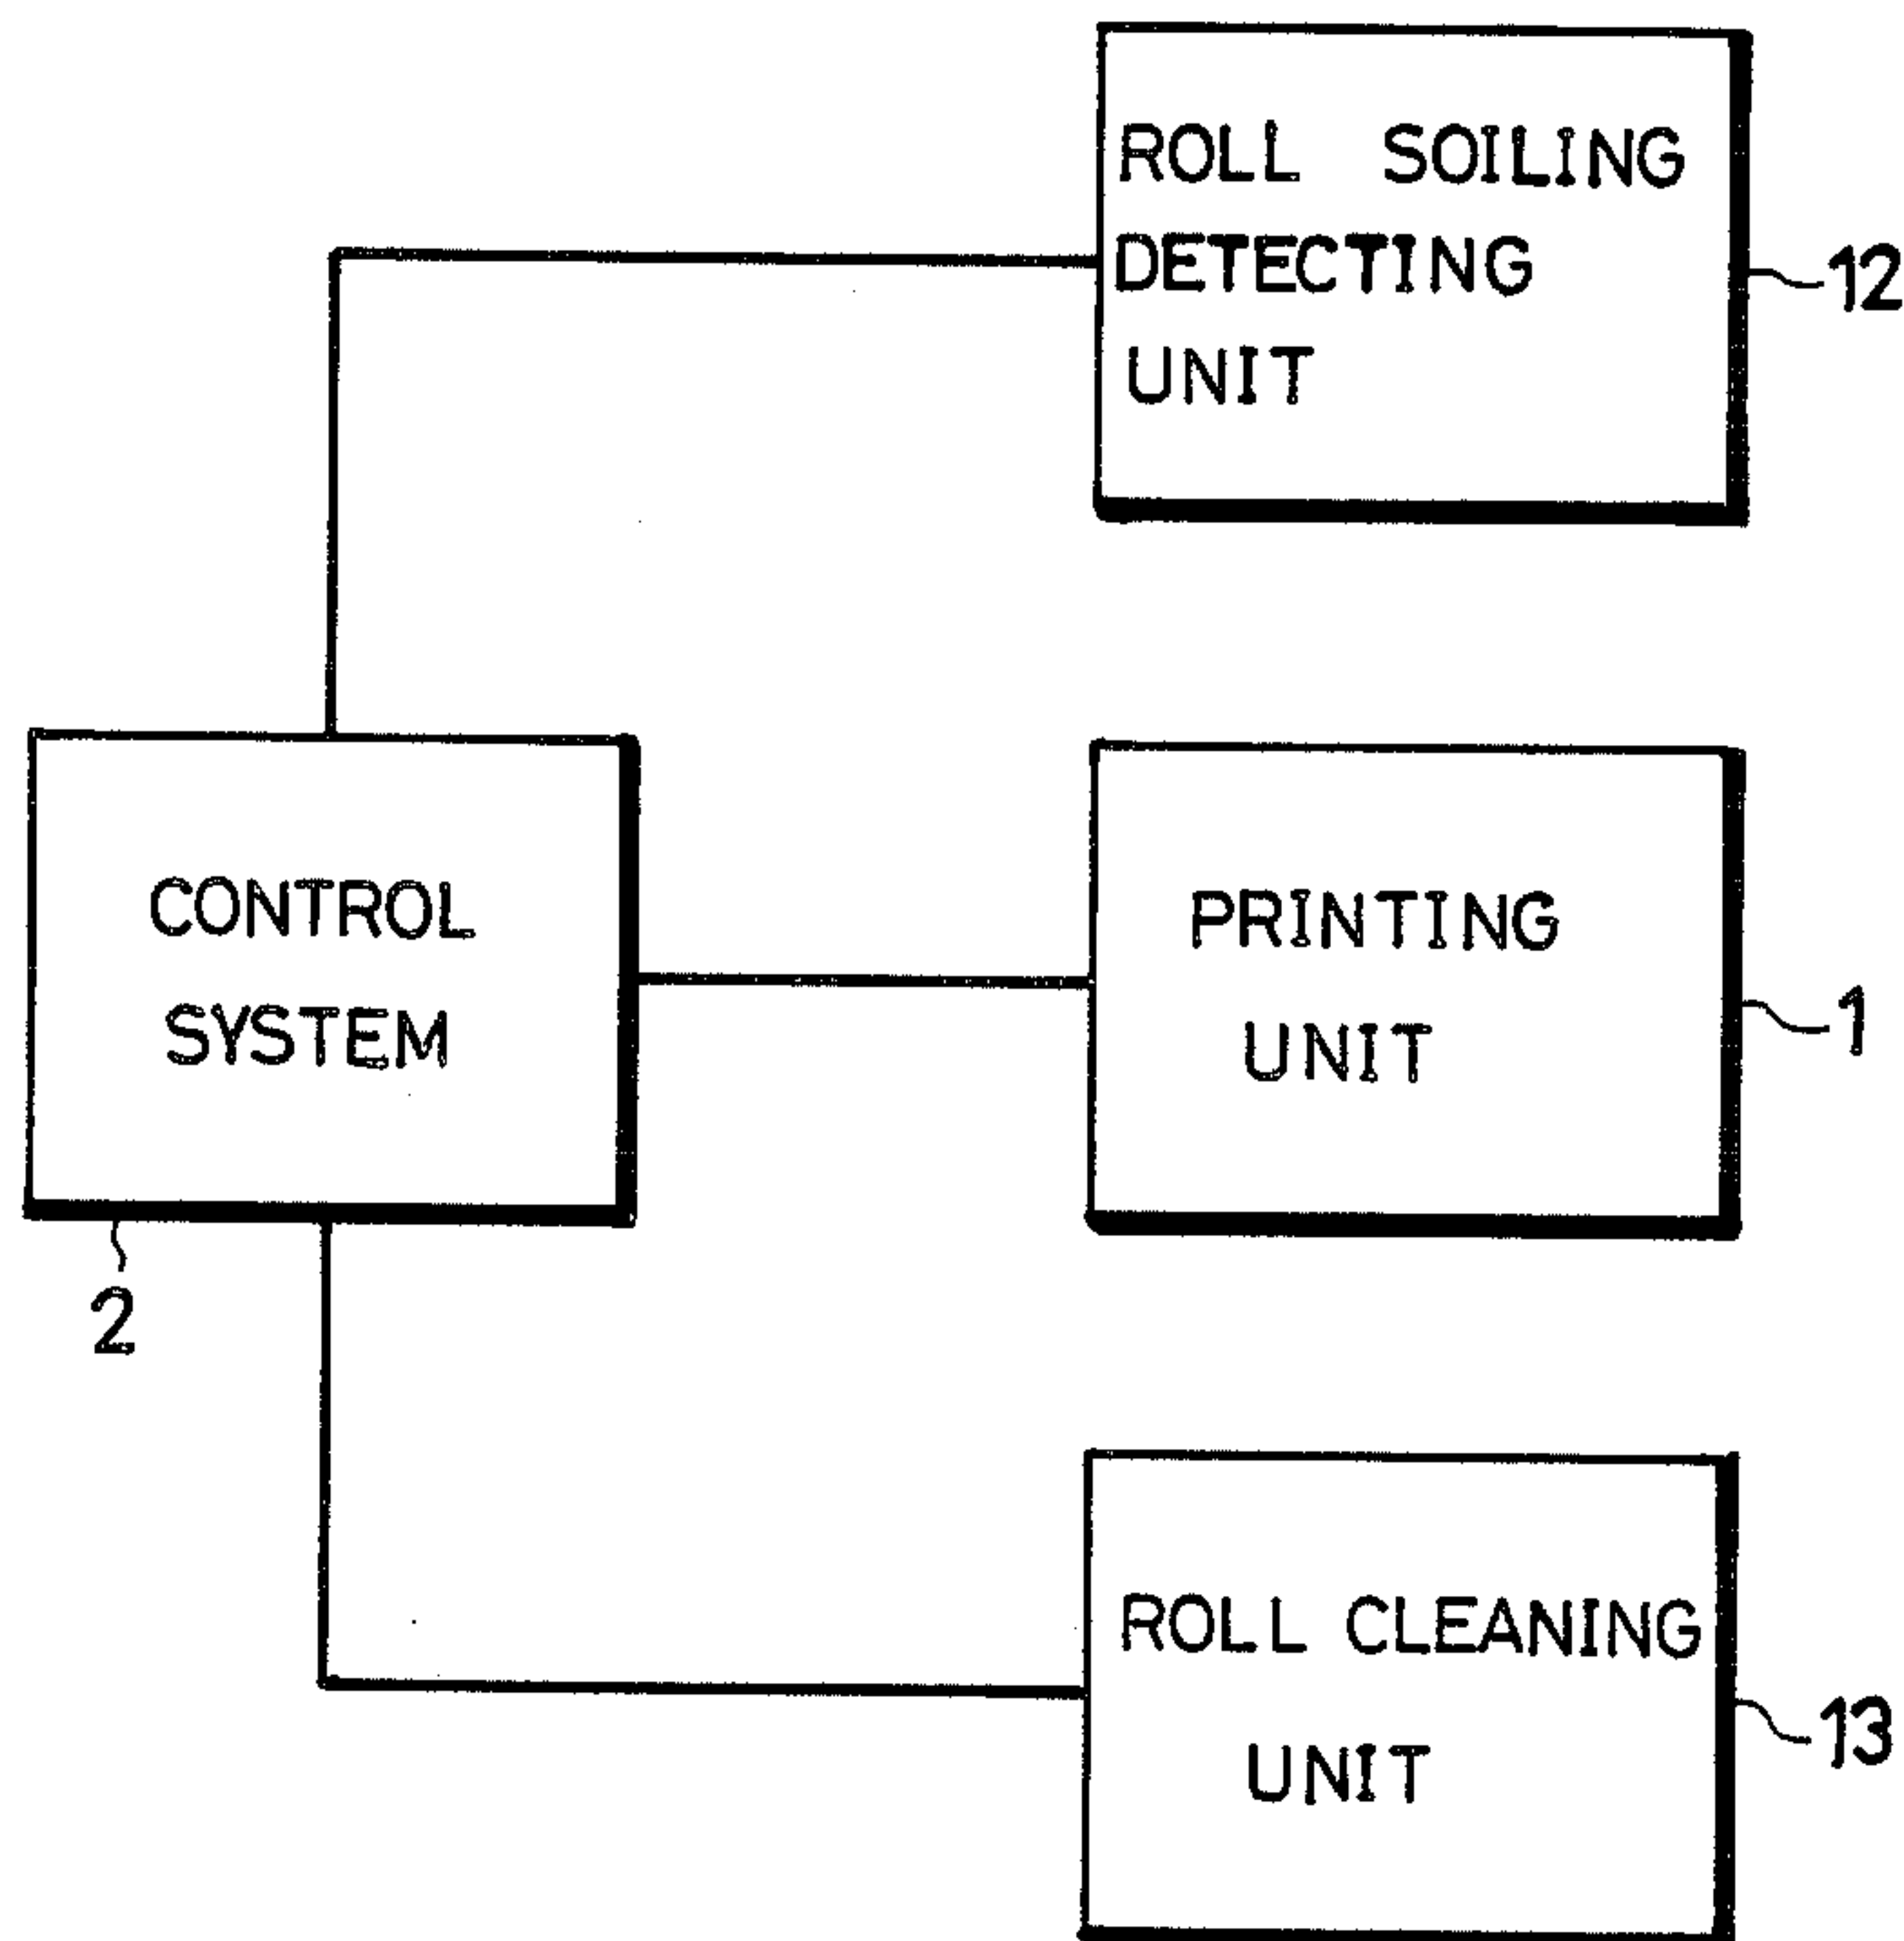 ROLL SOILING
DETECTING
UNIT
12
CONTROL
SYSTEM
2
PRINTING
UNIT
1
ROLL CLEANING
UNIT
13